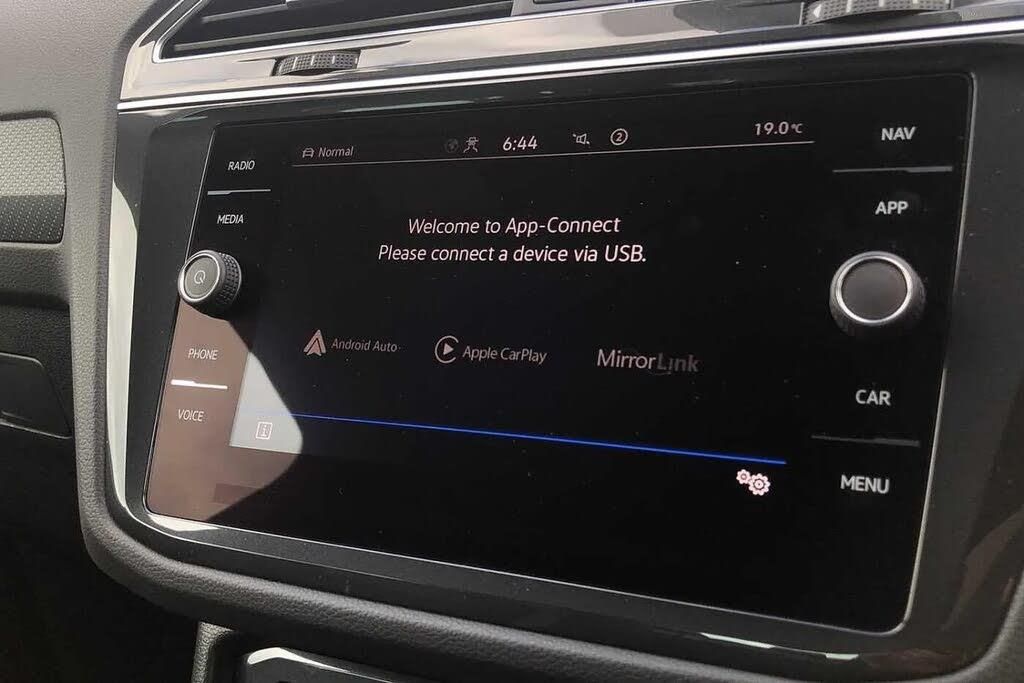 Normal
6:44
2
19.0°C
RADIO
MEDIA
PHONE
VOICE
Welcome to App-Connect
Please connect a device via USB.
Android Auto
Apple CarPlay
MirrorLink
i
NAV
APP
CAR
MENU